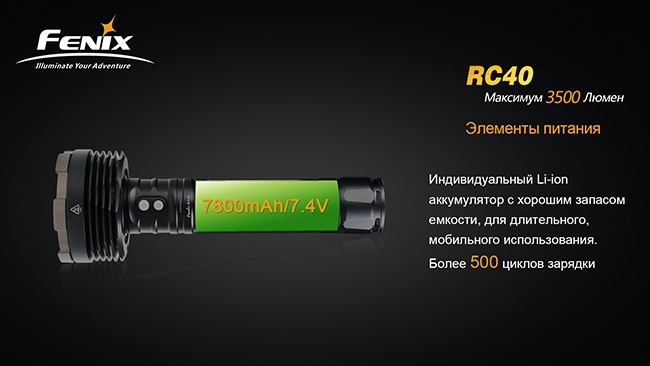 FENIX
Illuminate Your Adventure
RC40
Максимум 3500 Люмен
Элементы питания
7800mAh/7.4V
Индивидуальный Li-ion
аккумулятор с хорошим запасом
емкости, для длительного,
мобильного использования.
Более 500 циклов зарядки